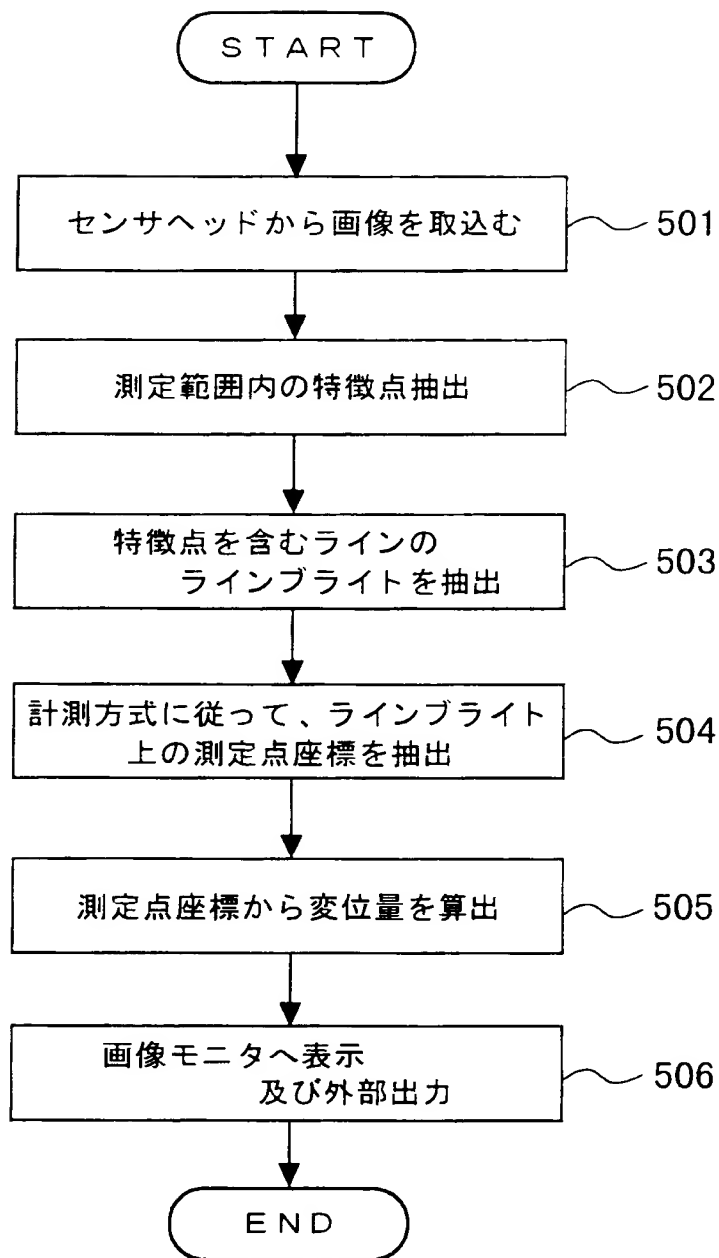 START
センサヘッドから画像を取込む
501
測定範囲内の特徴点抽出
502
特徴点を含むラインの
ラインブライトを抽出
503
計測方式に従って、ラインブライト
上の測定点座標を抽出
504
測定点座標から変位量を算出
505
画像モニタへ表示
及び外部出力
506
END